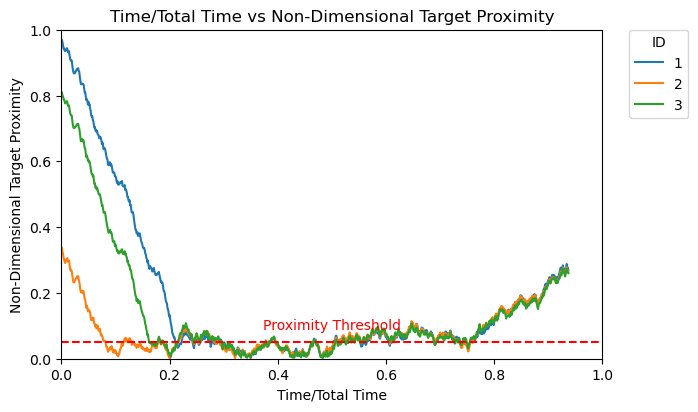 Time/Total Time vs Non-Dimensional Target Proximity
ID
1
2
3
Non-Dimensional Target Proximity
1.0
0.8
0.6
0.4
0.2
0.0
Proximity Threshold
0.0 0.2 0.4 0.6 0.8 1.0
Time/Total Time